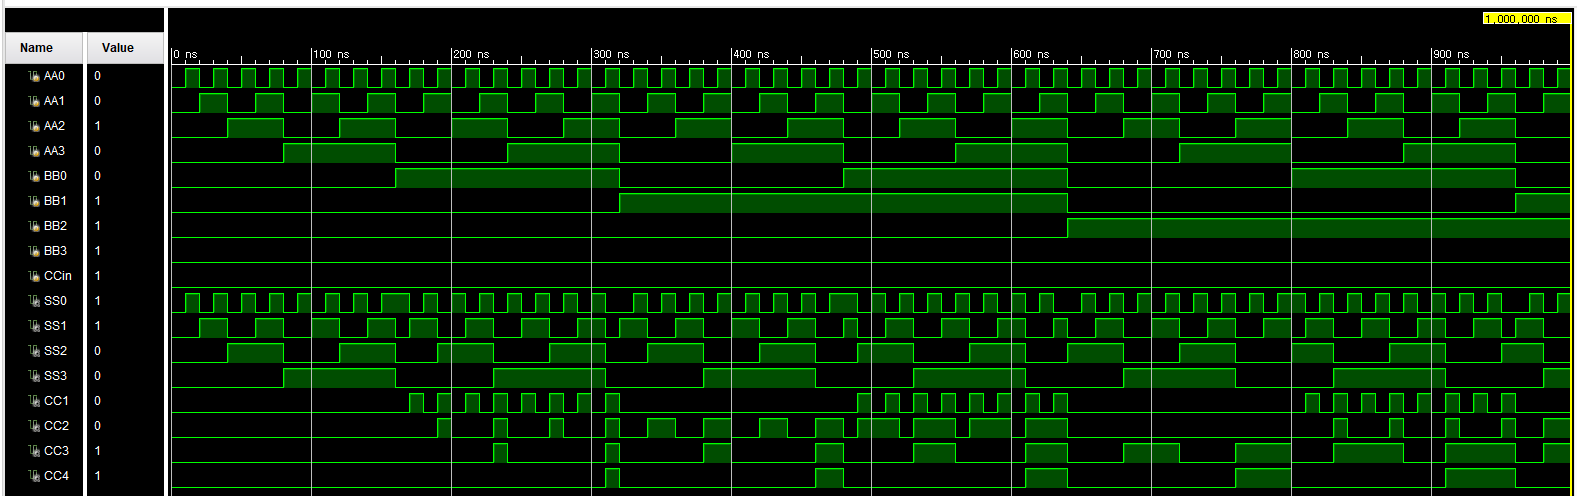 1,000,000 ns
Name Value
0 ns 100 ns 200 ns 300 ns 400 ns 500 ns 600 ns 700 ns 800 ns 900 ns
AA0 0
AA1 0
AA2 1
AA3 0
BB0 0
BB1 1
BB2 1
BB3 1
CCin 1
SS0 1
SS1 1
SS2 0
SS3 0
CC1 0
CC2 0
CC3 1
CC4 1